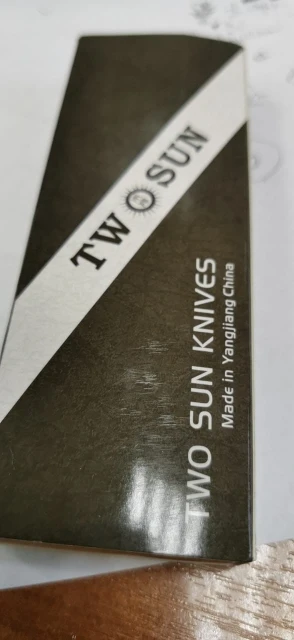 TWO SUN
TWO SUN KNIVES
Made in Yangjiang China